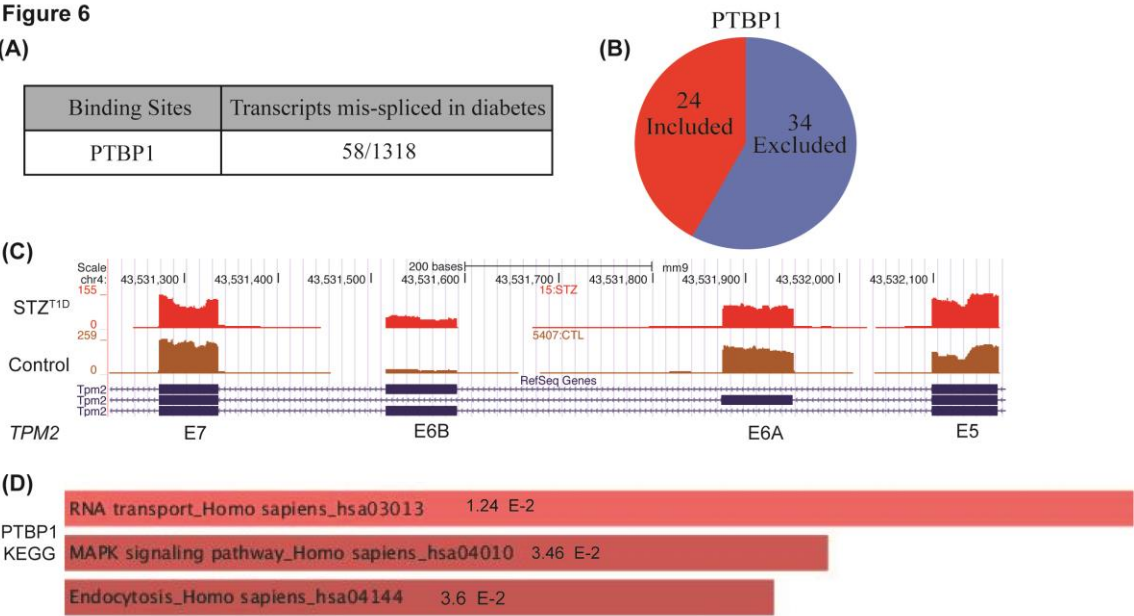 Figure 6
(A)
Binding Sites Transcripts mis-spliced in diabetes
PTBP1 58/1318
(B)
PTBP1
24
Included
34
Excluded
(C)
Scale 200 bases mm9
chr4: 43,531,300 43,531,400 43,531,500 43,531,600 43,531,700 43,531,800 43,531,900 43,532,000 43,532,100
155 15:STZ
STZT1D
0
259 5407:CTL
Control
0
RefSeq Genes
Tpm2
Tpm2
Tpm2
TPM2 E7 E6B E6A E5
(D)
PTBP1
KEGG
RNA transport_Homo sapiens_hsa03013 1.24 E-2
MAPK signaling pathway_Homo sapiens_hsa04010 3.46 E-2
Endocytosis_Homo sapiens_hsa04144 3.6 E-2